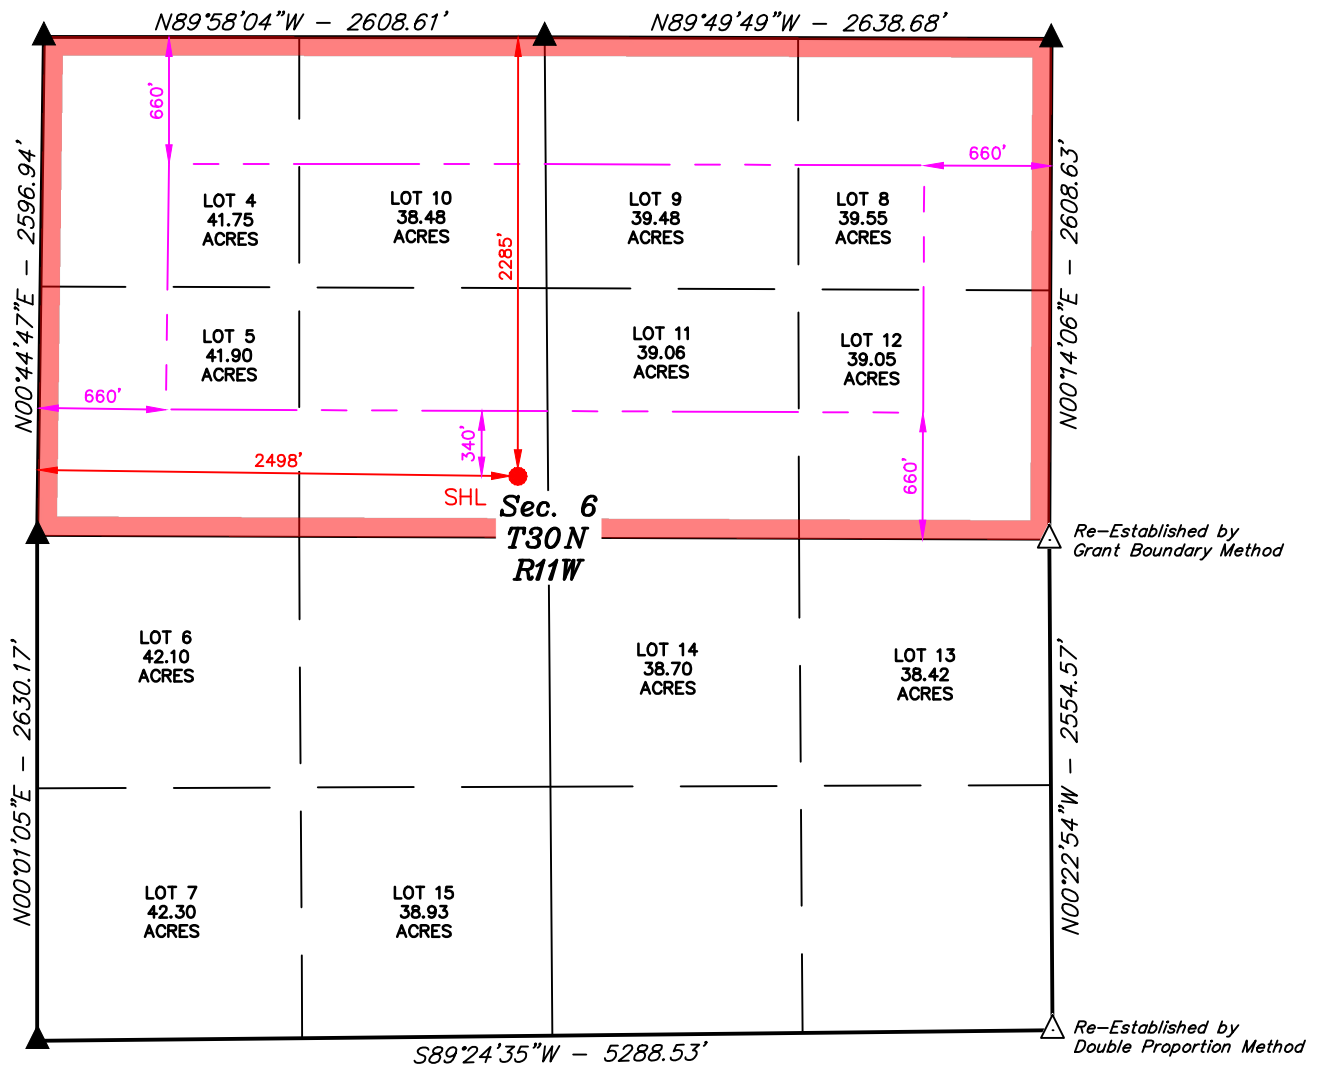 N89°58'04"W - 2608.61'
N89°49'49"W - 2638.68'
660'
660'
N00°44'47"E - 2596.94'
N00°14'06"E - 2608.63'
LOT 4
41.75
ACRES
LOT 10
38.48
ACRES
LOT 9
39.48
ACRES
LOT 8
39.55
ACRES
2285'
LOT 5
41.90
ACRES
LOT 11
39.06
ACRES
LOT 12
39.05
ACRES
660'
340'
2498'
660'
SHL
Sec. 6
T30N
R11W
Re-Established by
Grant Boundary Method
LOT 6
42.10
ACRES
LOT 14
38.70
ACRES
LOT 13
38.42
ACRES
N00°01'05"E - 2630.17'
N00°22'54"W - 2554.57'
LOT 7
42.30
ACRES
LOT 15
38.93
ACRES
Re-Established by
Double Proportion Method
S89°24'35"W - 5288.53'